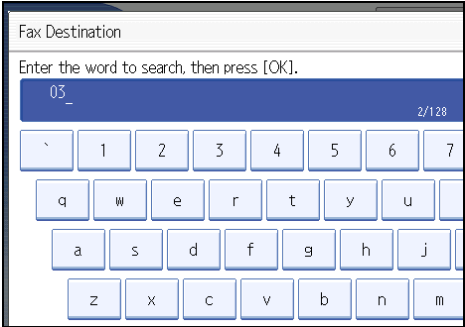 Fax Destination
Enter the word to search, then press [OK].
03_
2/128
` 1 2 3 4 5 6 7
q w e r t y u
a s d f g h j
z x c v b n m